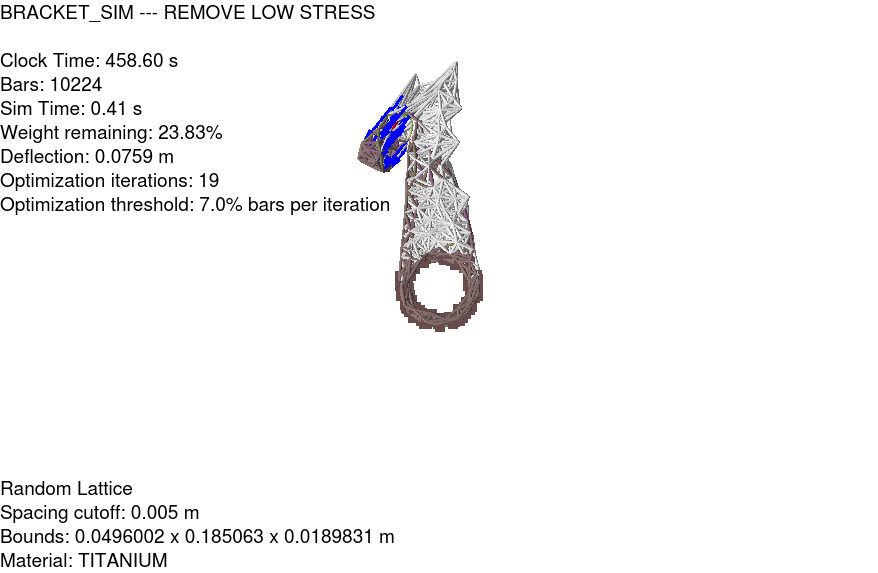 BRACKET_SIM --- REMOVE LOW STRESS
Clock Time: 458.60 s
Bars: 10224
Sim Time: 0.41 s
Weight remaining: 23.83%
Deflection: 0.0759 m
Optimization iterations: 19
Optimization threshold: 7.0% bars per iteration
Random Lattice
Spacing cutoff: 0.005 m
Bounds: 0.0496002 x 0.185063 x 0.0189831 m
Material: TITANIUM